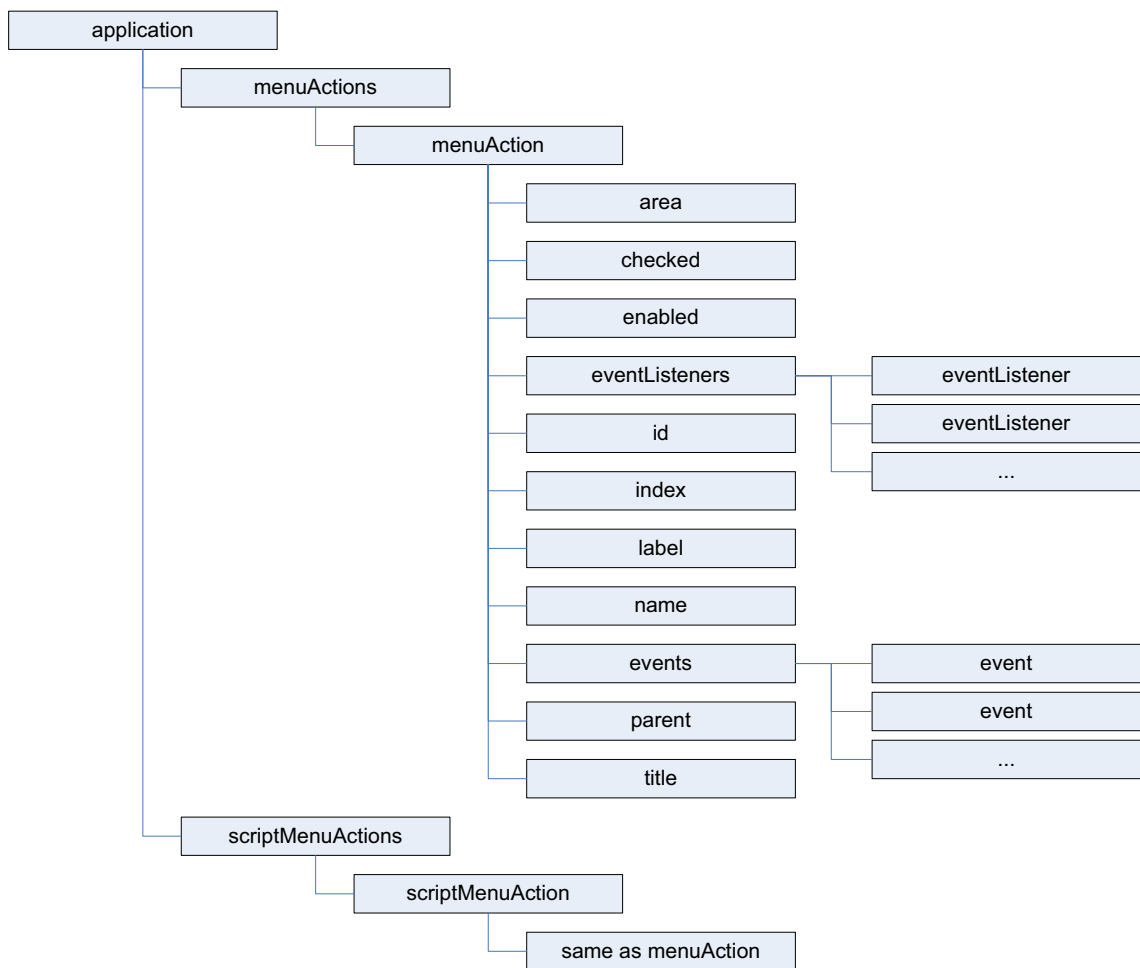 application
menuActions
menuAction
area
checked
enabled
eventListeners
eventListener
eventListener
...
id
index
label
name
events
event
event
...
parent
title
scriptMenuActions
scriptMenuAction
same as menuAction